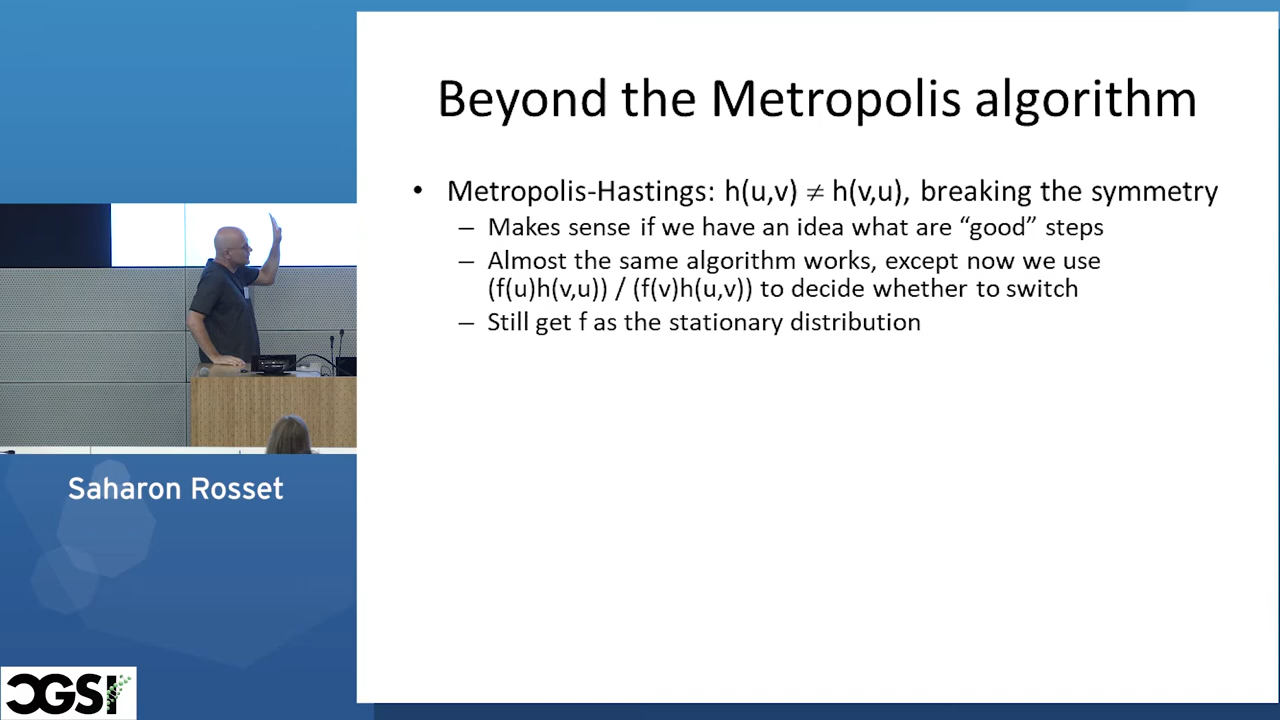 Beyond the Metropolis algorithm
• Metropolis-Hastings: h(u,v) ≠ h(v,u), breaking the symmetry
– Makes sense if we have an idea what are “good” steps
– Almost the same algorithm works, except now we use
(f(u)h(v,u)) / (f(v)h(u,v)) to decide whether to switch
– Still get f as the stationary distribution
Saharon Rosset
CGSI